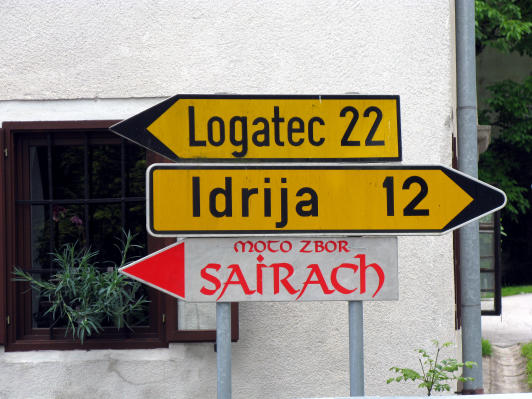 Logatec 22
Idrija 12
MOTO ZBOR
SAiRACh